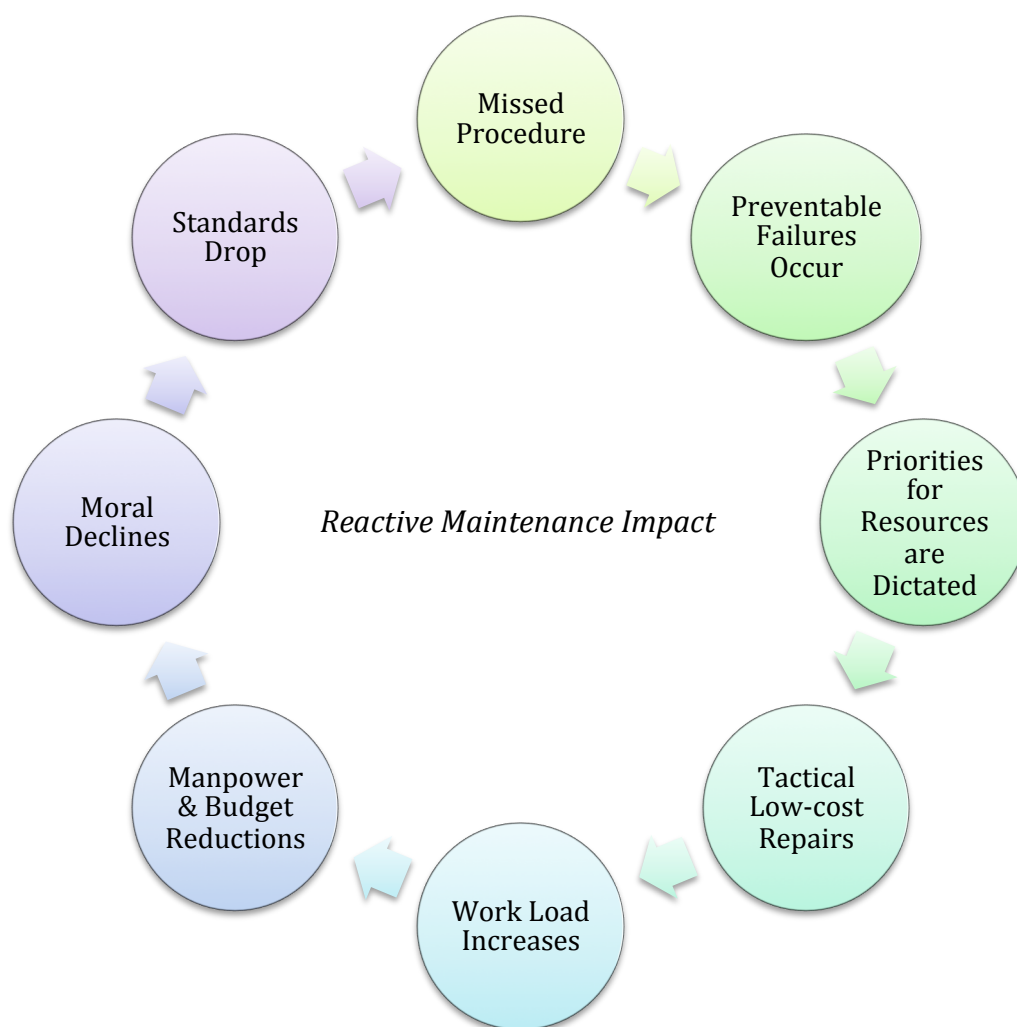 Missed
Procedure
Preventable
Failures
Occur
Priorities
for
Resources
are
Dictated
Tactical
Low-cost
Repairs
Work Load
Increases
Manpower
& Budget
Reductions
Moral
Declines
Standards
Drop
Reactive Maintenance Impact